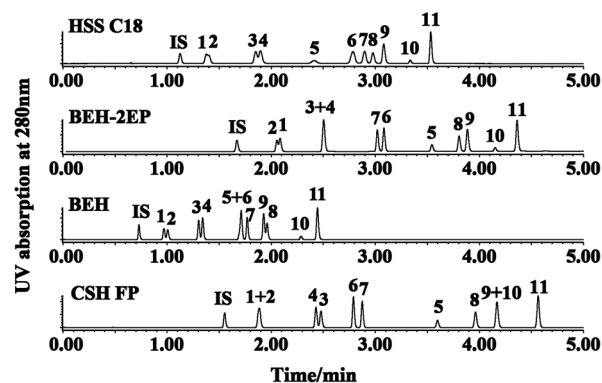 HSS C18
IS 1 2 3 4 5 6 7 8 9 10 11
0.00 1.00 2.00 3.00 4.00 5.00
BEH-2EP
IS 2 1 3+4 7 6 5 8 9 10 11
0.00 1.00 2.00 3.00 4.00 5.00
BEH
IS 1 2 3 4 5+6 7 9 8 10 11
0.00 1.00 2.00 3.00 4.00 5.00
CSH FP
IS 1+2 4 3 6 7 5 8 9+10 11
0.00 1.00 2.00 3.00 4.00 5.00
Time/min
UV absorption at 280nm